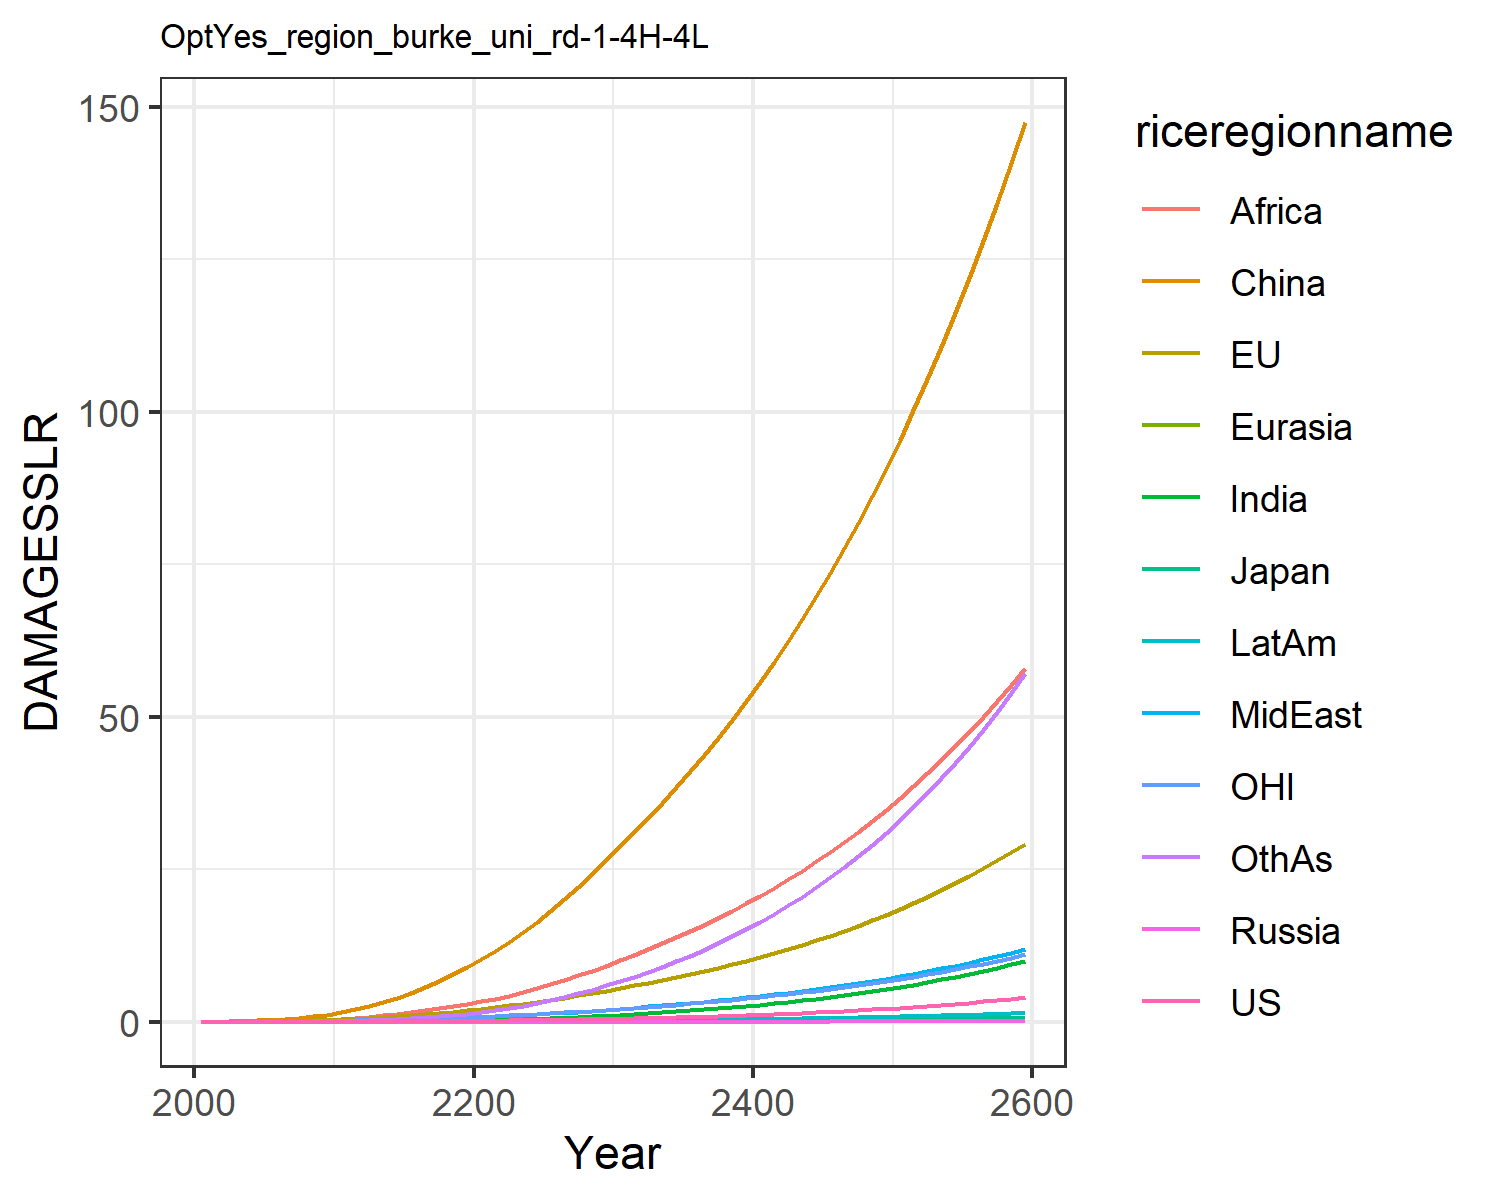 OptYes_region_burke_uni_rd-1-4H-4L
DAMAGESSLR
150
100
50
0
2000
2200
2400
2600
Year
riceregionname
Africa
China
EU
Eurasia
India
Japan
LatAm
MidEast
OHI
OthAs
Russia
US